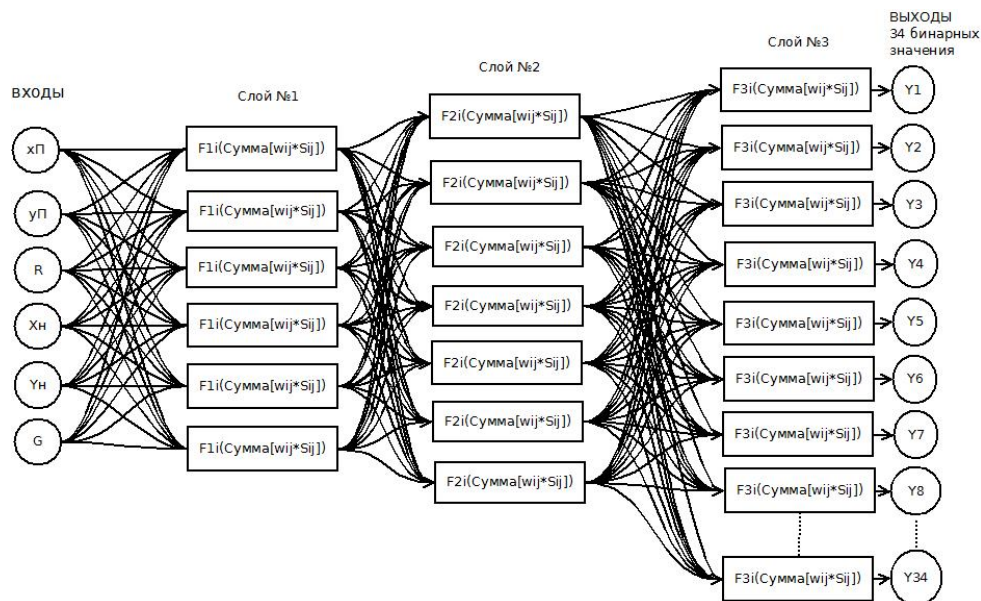 ВЫХОДЫ
34 бинарных
значения
Слой №3
Слой №2
Слой №1
ВХОДЫ
xП
yП
R
Xн
Yн
G
F1i(Сумма[wij*Sij])
F1i(Сумма[wij*Sij])
F1i(Сумма[wij*Sij])
F1i(Сумма[wij*Sij])
F1i(Сумма[wij*Sij])
F1i(Сумма[wij*Sij])
F2i(Сумма[wij*Sij])
F2i(Сумма[wij*Sij])
F2i(Сумма[wij*Sij])
F2i(Сумма[wij*Sij])
F2i(Сумма[wij*Sij])
F2i(Сумма[wij*Sij])
F2i(Сумма[wij*Sij])
F3i(Сумма[wij*Sij])
F3i(Сумма[wij*Sij])
F3i(Сумма[wij*Sij])
F3i(Сумма[wij*Sij])
F3i(Сумма[wij*Sij])
F3i(Сумма[wij*Sij])
F3i(Сумма[wij*Sij])
F3i(Сумма[wij*Sij])
F3i(Сумма[wij*Sij])
Y1
Y2
Y3
Y4
Y5
Y6
Y7
Y8
Y34